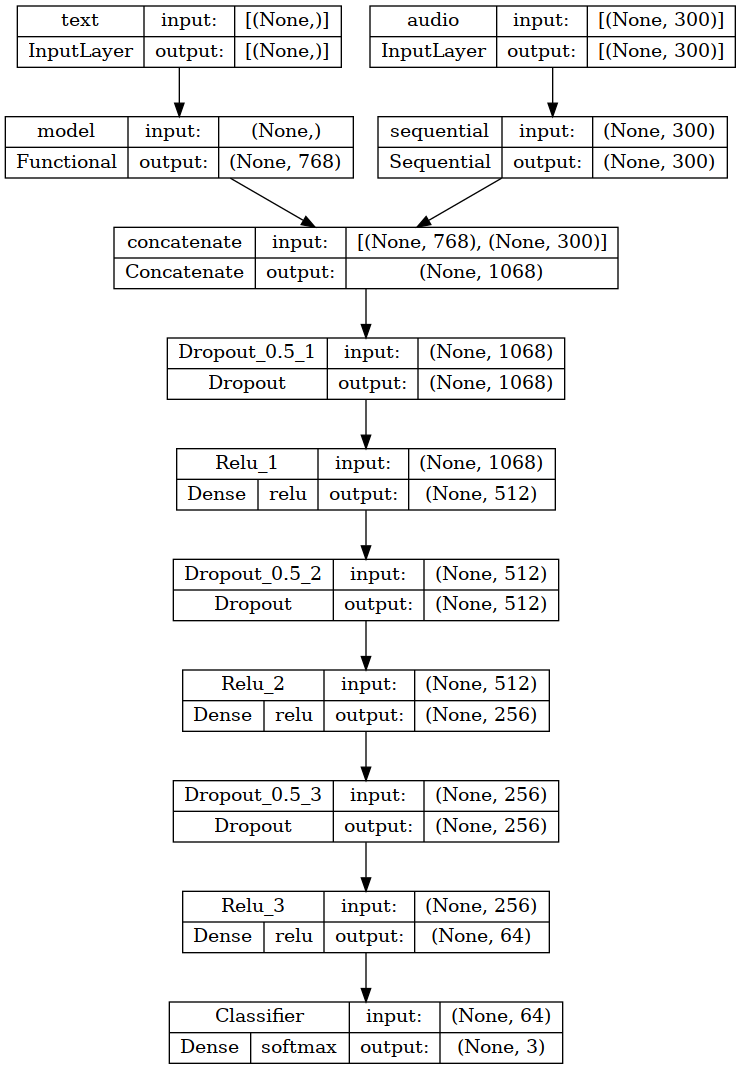 text input: [(None,)]
InputLayer output: [(None,)]
audio input: [(None, 300)]
InputLayer output: [(None, 300)]
model input: (None,)
Functional output: (None, 768)
sequential input: (None, 300)
Sequential output: (None, 300)
concatenate input: [(None, 768), (None, 300)]
Concatenate output: (None, 1068)
Dropout_0.5_1 input: (None, 1068)
Dropout output: (None, 1068)
Relu_1 input: (None, 1068)
Dense relu output: (None, 512)
Dropout_0.5_2 input: (None, 512)
Dropout output: (None, 512)
Relu_2 input: (None, 512)
Dense relu output: (None, 256)
Dropout_0.5_3 input: (None, 256)
Dropout output: (None, 256)
Relu_3 input: (None, 256)
Dense relu output: (None, 64)
Classifier input: (None, 64)
Dense softmax output: (None, 3)